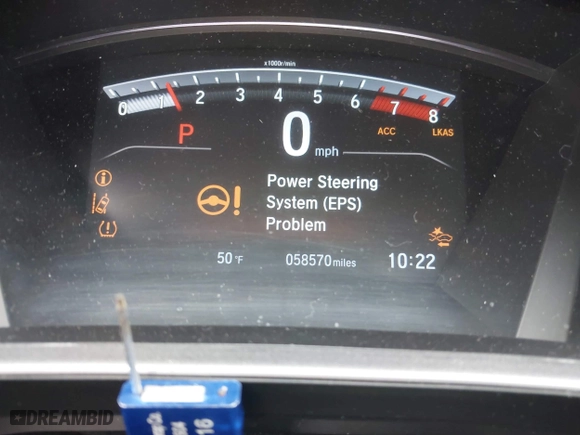 x1000r/min
0 1 2 3 4 5 6 7 8
P 0 mph
ACC LKAS
Power Steering
System (EPS)
Problem
50 °F 058570 miles 10:22
16
DREAMBID